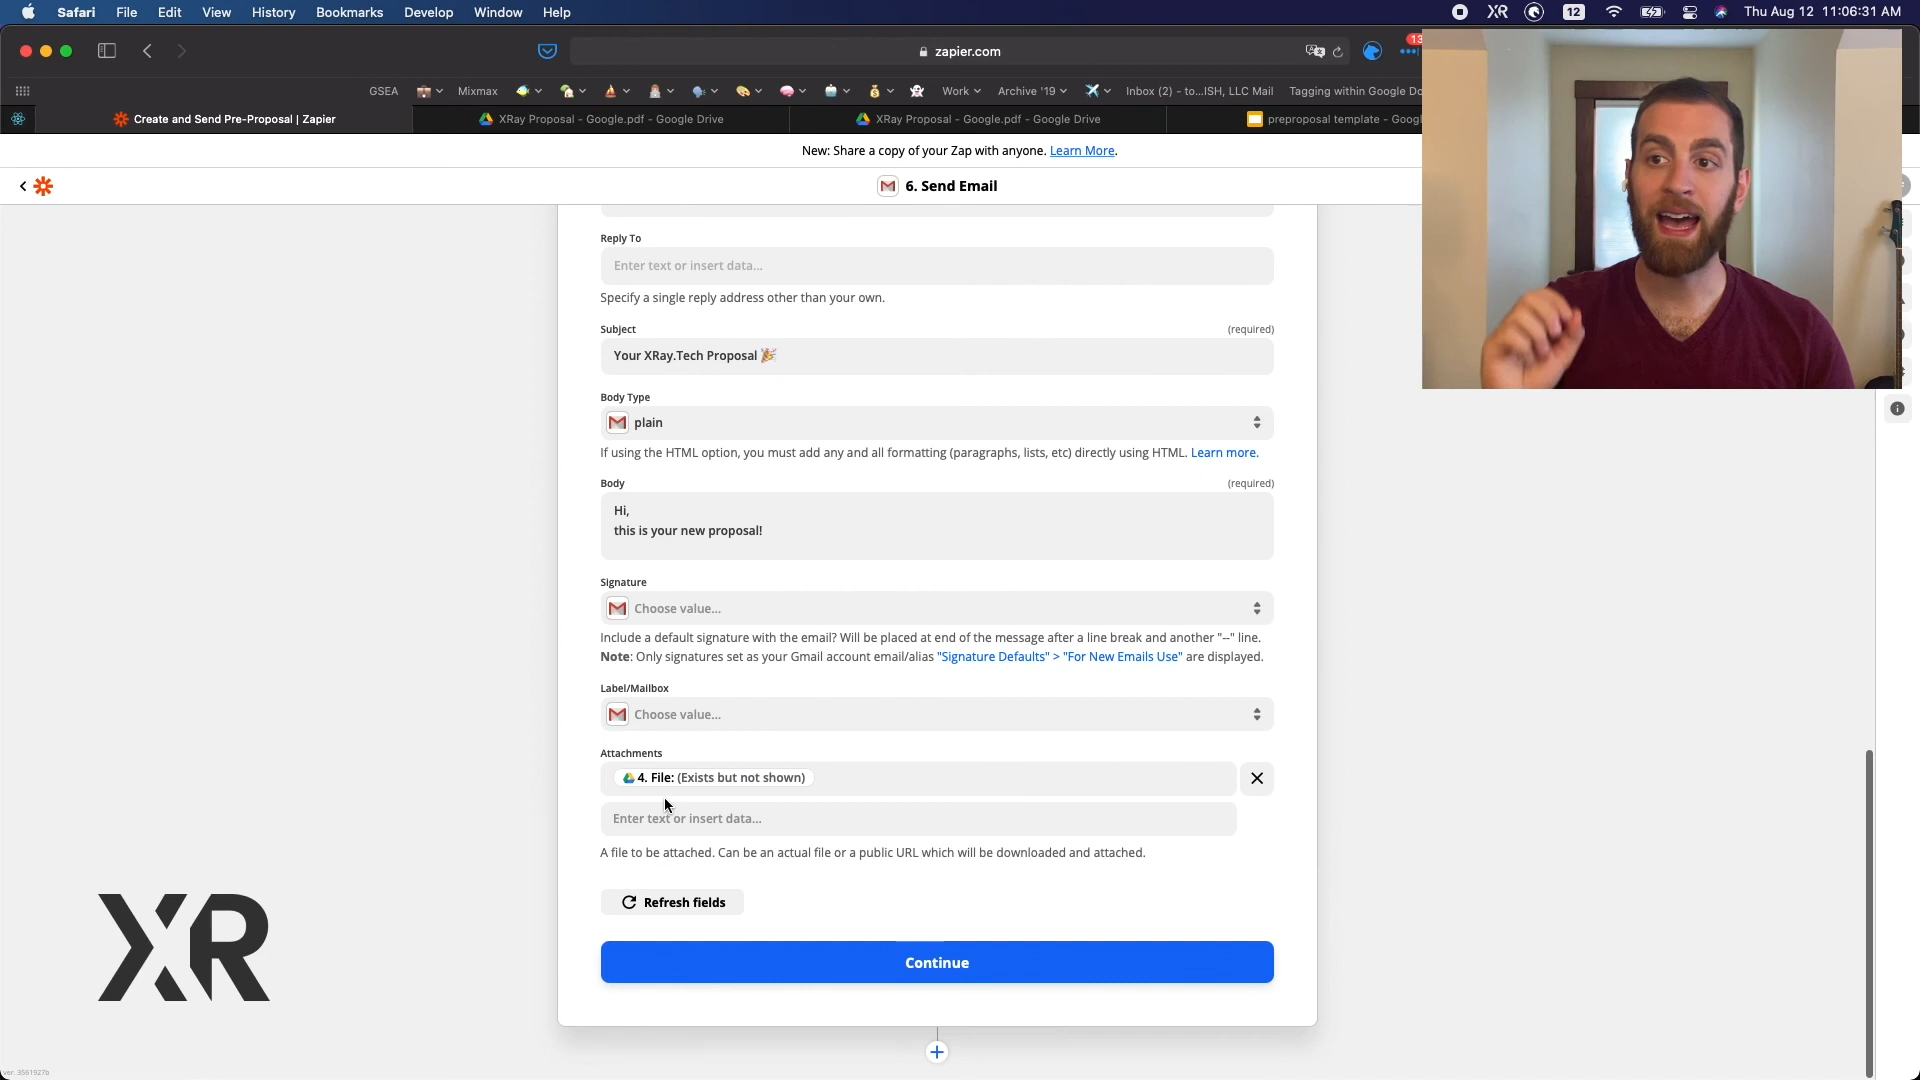 Safari File Edit View History Bookmarks Develop Window Help
XR 12 Thu Aug 12 11:06:31 AM
zapier.com
13
GSEA Mixmax Work Archive '19 Inbox (2) - to...ISH, LLC Mail Tagging within Google Do
Create and Send Pre-Proposal | Zapier XRay Proposal - Google.pdf - Google Drive XRay Proposal - Google.pdf - Google Drive preproposal template - Googl
New: Share a copy of your Zap with anyone. Learn More.
6. Send Email
Reply To
Enter text or insert data...
Specify a single reply address other than your own.
Subject (required)
Your XRay.Tech Proposal 🎉
Body Type
plain
If using the HTML option, you must add any and all formatting (paragraphs, lists, etc) directly using HTML. Learn more.
Body (required)
Hi,
this is your new proposal!
Signature
Choose value...
Include a default signature with the email? Will be placed at end of the message after a line break and another "--" line.
Note: Only signatures set as your Gmail account email/alias "Signature Defaults" > "For New Emails Use" are displayed.
Label/Mailbox
Choose value...
Attachments
4. File: (Exists but not shown)
Enter text or insert data...
A file to be attached. Can be an actual file or a public URL which will be downloaded and attached.
Refresh fields
XR
Continue
ver. 3561927b